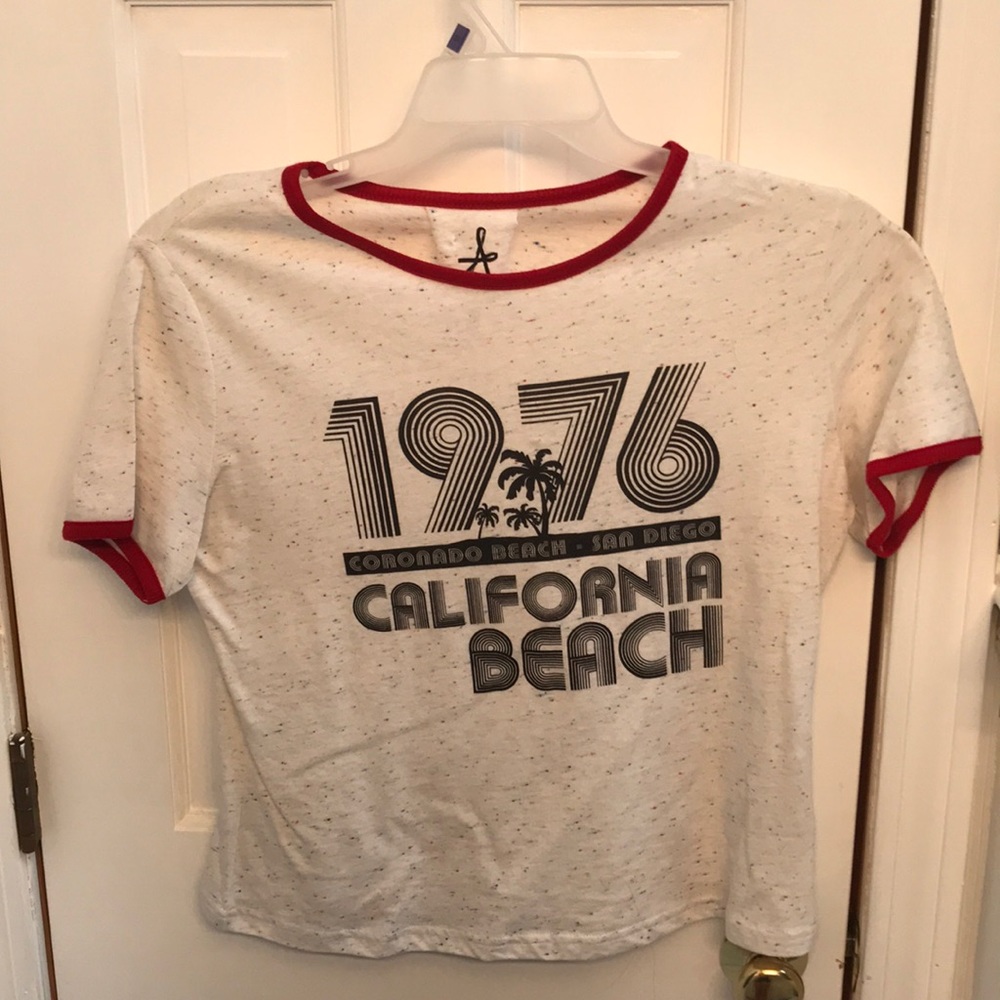 A
1976
CORONADO BEACH - SAN DIEGO
CALIFORNIA
BEACH